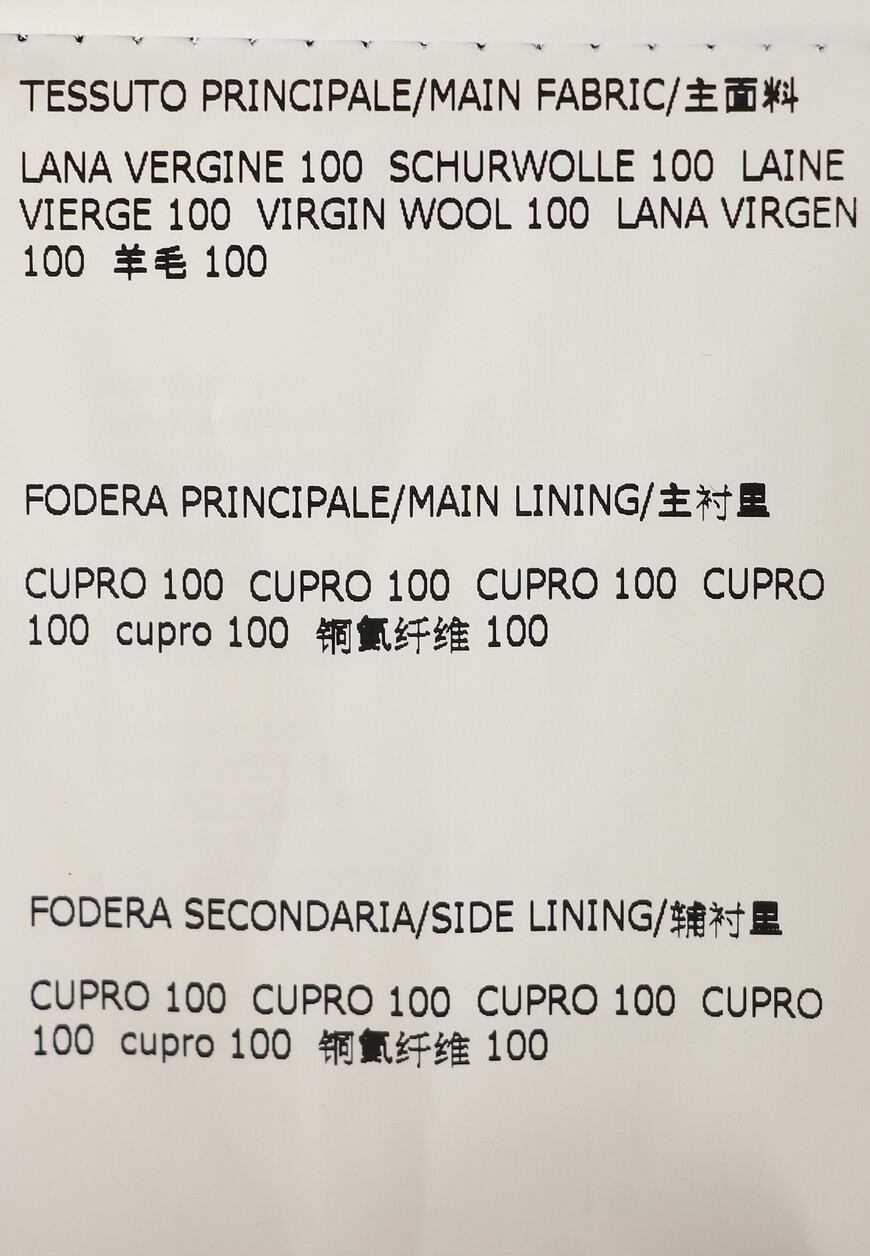 TESSUTO PRINCIPALE/MAIN FABRIC/主面料
LANA VERGINE 100 SCHURWOLLE 100 LAINE
VIERGE 100 VIRGIN WOOL 100 LANA VIRGEN
100 羊毛 100
FODERA PRINCIPALE/MAIN LINING/主衬里
CUPRO 100 CUPRO 100 CUPRO 100 CUPRO
100 cupro 100 铜氨纤维 100
FODERA SECONDARIA/SIDE LINING/辅衬里
CUPRO 100 CUPRO 100 CUPRO 100 CUPRO
100 cupro 100 铜氨纤维 100